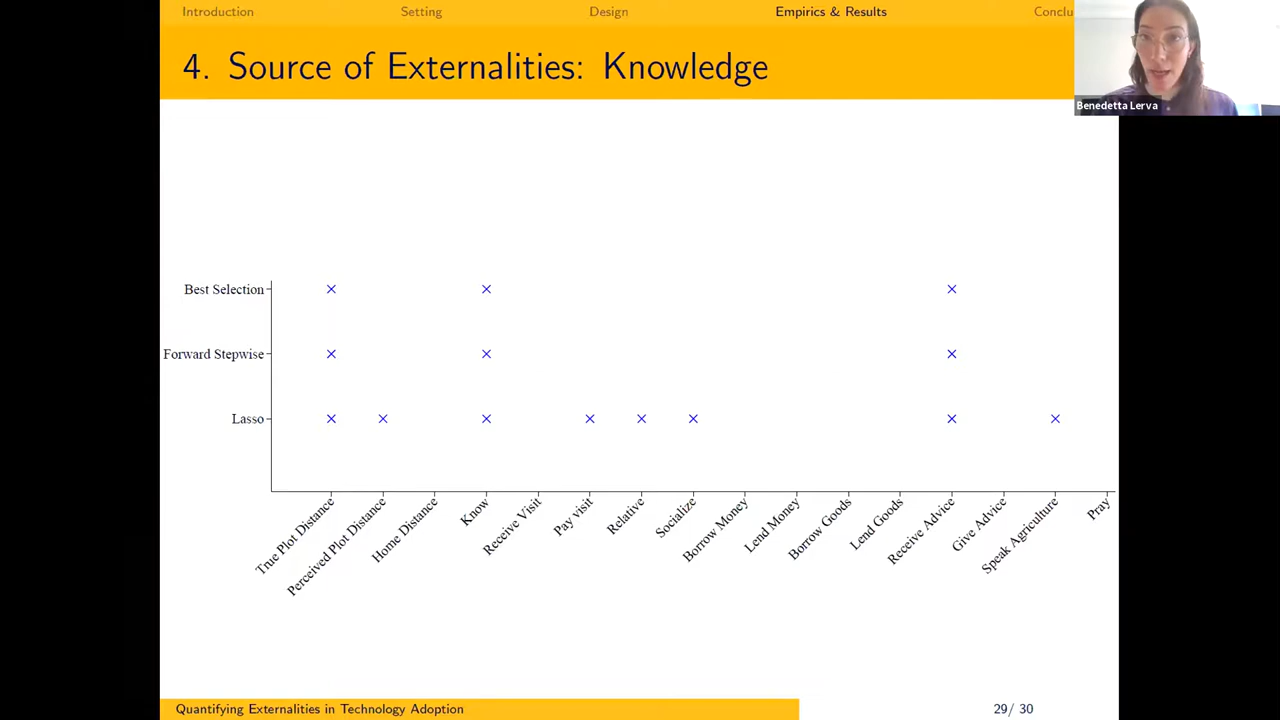 Introduction Setting Design Empirics & Results Conclu
4. Source of Externalities: Knowledge
Benedetta Lerva
Best Selection
Forward Stepwise
Lasso
True Plot Distance
Perceived Plot Distance
Home Distance
Know
Receive Visit
Pay visit
Relative
Socialize
Borrow Money
Lend Money
Borrow Goods
Lend Goods
Receive Advice
Give Advice
Speak Agriculture
Pray
Quantifying Externalities in Technology Adoption 29/ 30